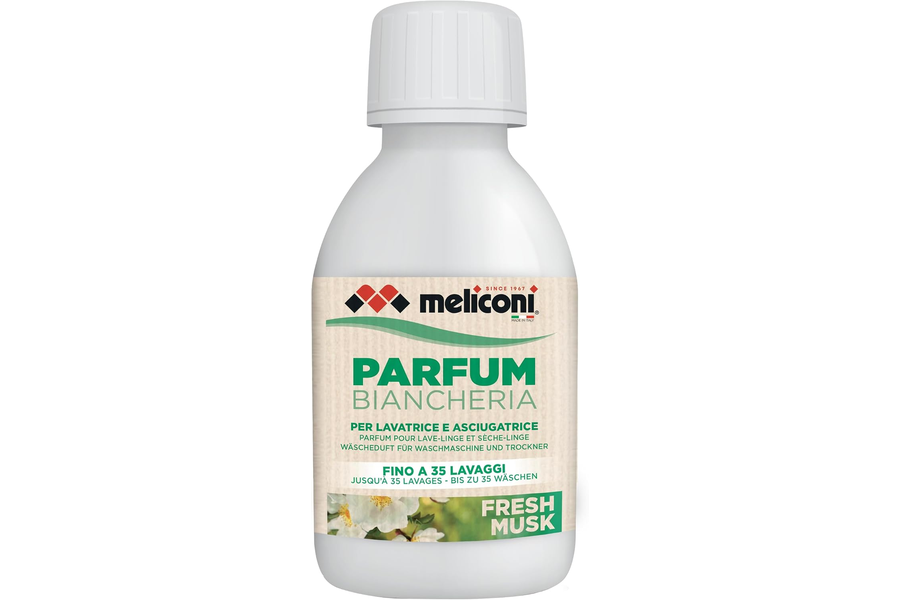 SINCE 1967
meliconi®
MADE IN ITALY
PARFUM
BIANCHERIA
PER LAVATRICE E ASCIUGATRICE
PARFUM POUR LAVE-LINGE ET SÈCHE-LINGE
WÄSCHEDUFT FÜR WASCHMASCHINE UND TROCKNER
FINO A 35 LAVAGGI
JUSQU'À 35 LAVAGES - BIS ZU 35 WÄSCHEN
FRESH
MUSK